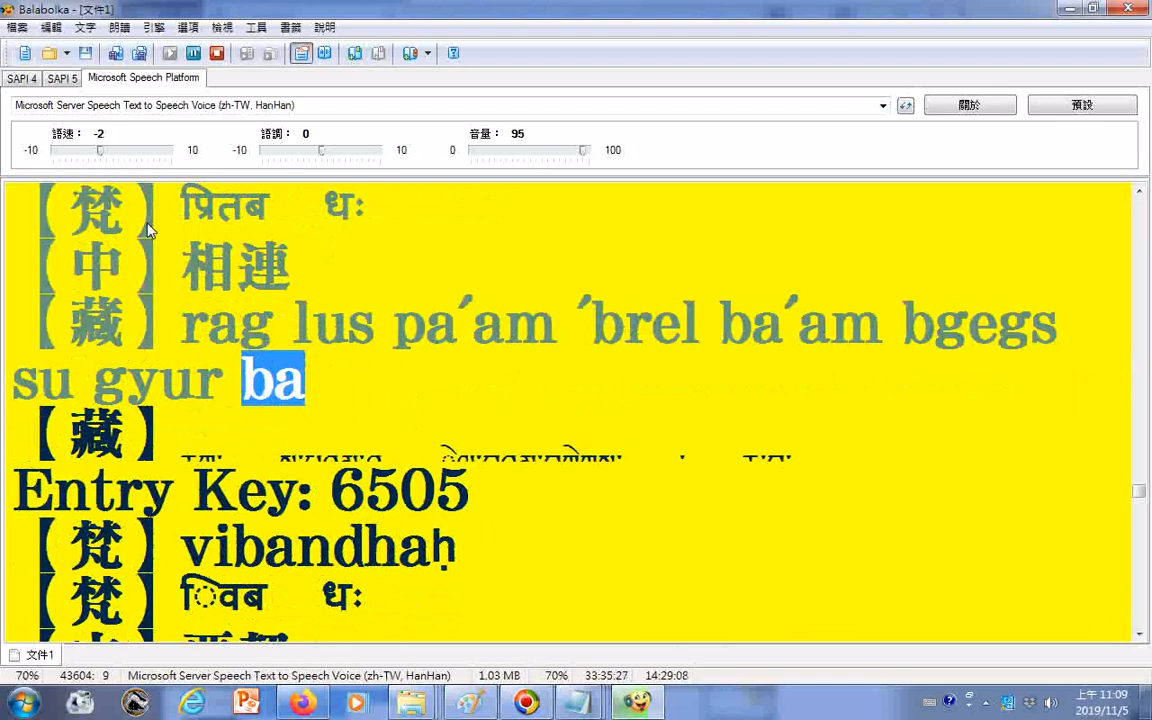 Balabolka - [文件1]
檔案 編輯 文字 朗讀 引擎 選項 檢視 工具 書籤 說明
SAPI 4 SAPI 5 Microsoft Speech Platform
Microsoft Server Speech Text to Speech Voice (zh-TW, HanHan) 關於 預設
語速： -2 語調： 0 音量： 95
-10 10 -10 10 0 100
【梵】 प्रितब धः
【中】 相連
【藏】 rag lus pa´am ´brel ba´am bgegs
su gyur ba
【藏】
Entry Key: 6505
【梵】 vibandhaḥ
【梵】 िवब धः
文件1
70% 43604: 9 Microsoft Server Speech Text to Speech Voice (zh-TW, HanHan) 1.03 MB 70% 33:35:27 14:29:08
上午 11:09
2019/11/5